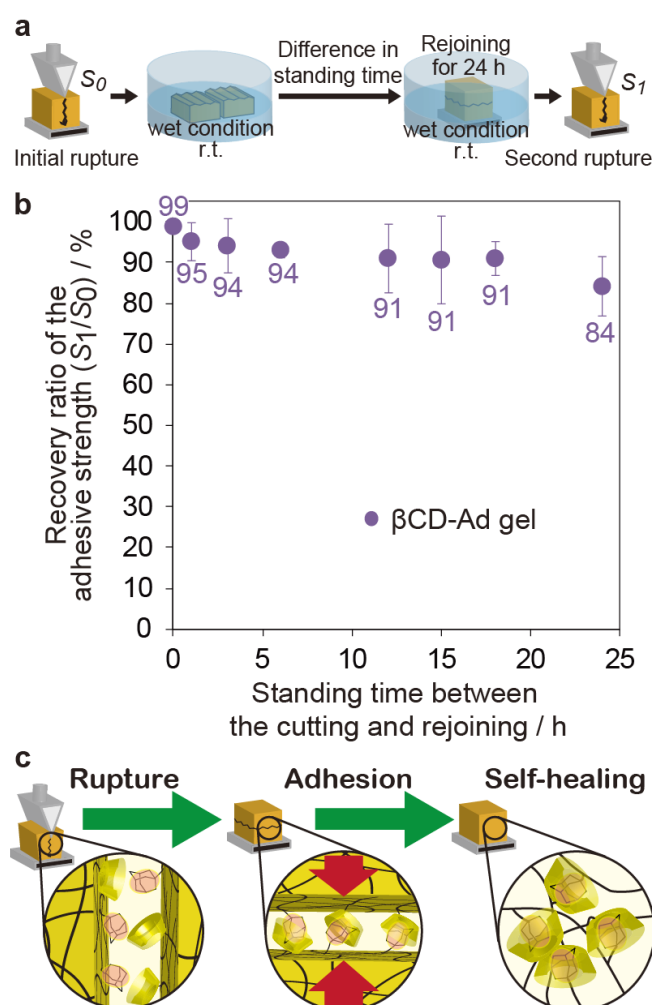 a
S0
Initial rupture
wet condition
r.t.
Difference in
standing time
Rejoining
for 24 h
wet condition
r.t.
S1
Second rupture
b
Recovery ratio of the
adhesive strength (S1/S0) / %
100
90
80
70
60
50
40
30
20
10
0
99
95
94
94
91
91
91
84
βCD-Ad gel
0
5
10
15
20
25
Standing time between
the cutting and rejoining / h
c
Rupture
Adhesion
Self-healing